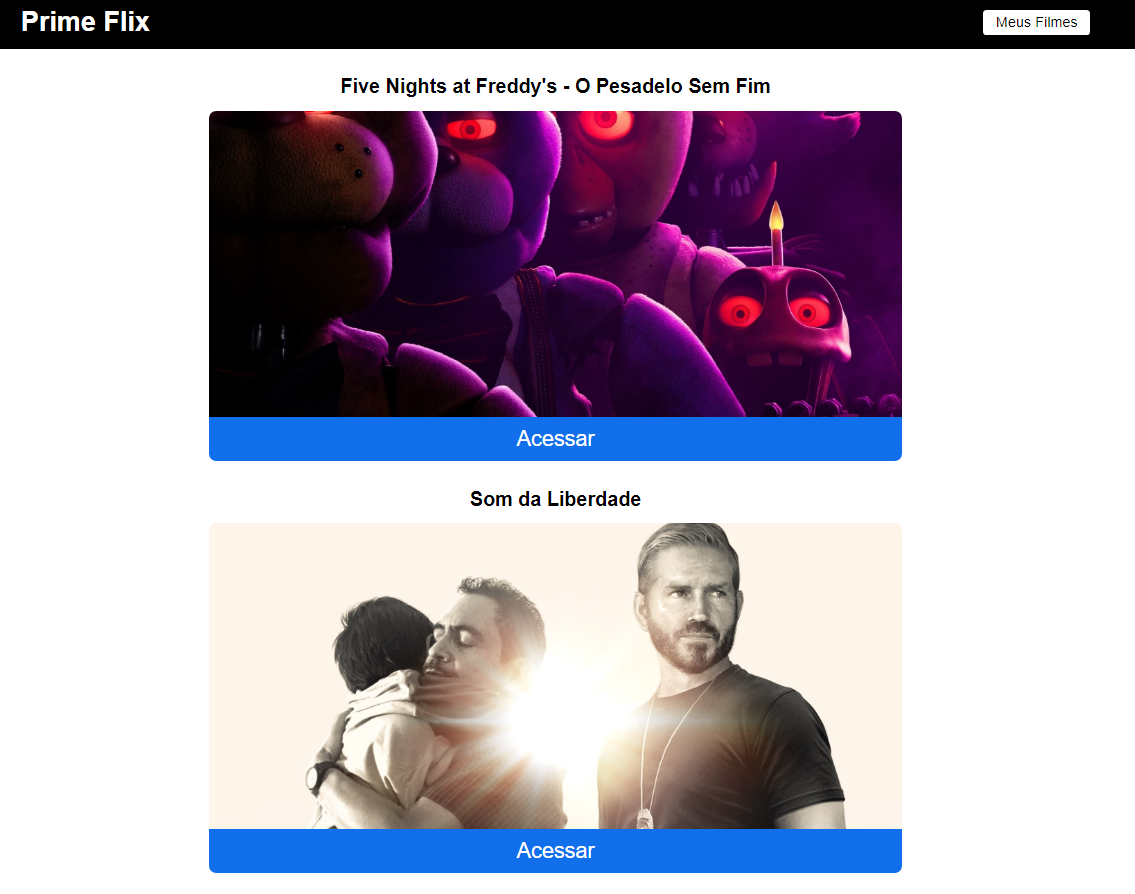 Prime Flix
Meus Filmes
Five Nights at Freddy's - O Pesadelo Sem Fim
Acessar
Som da Liberdade
Acessar